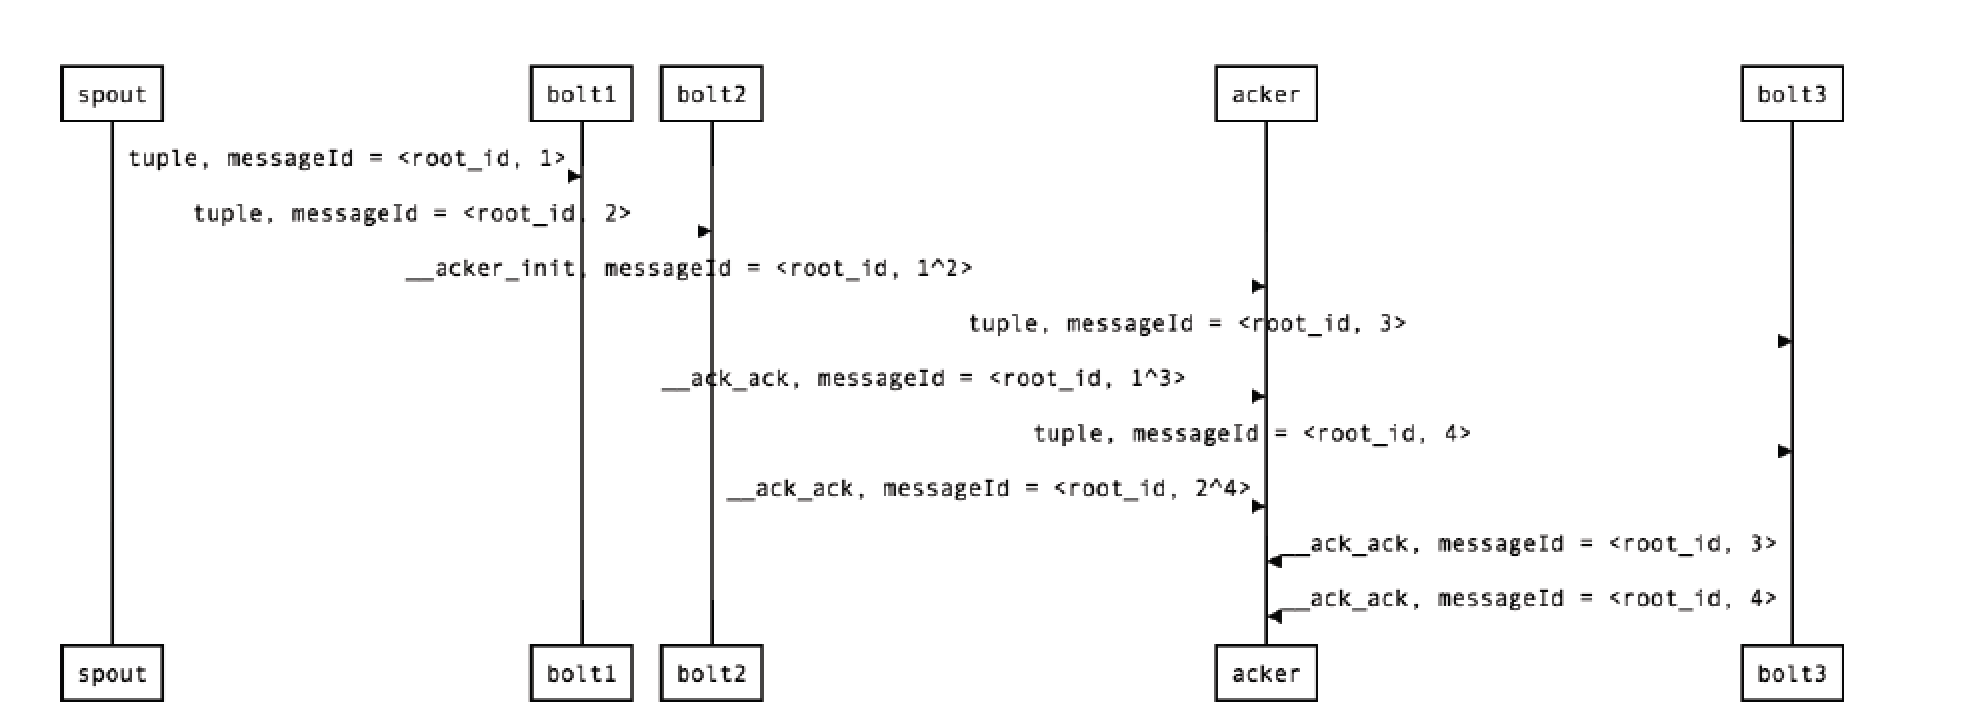 spout bolt1 bolt2 acker bolt3
tuple, messageId = <root_id, 1>
tuple, messageId = <root_id, 2>
__acker_init, messageId = <root_id, 1^2>
tuple, messageId = <root_id, 3>
__ack_ack, messageId = <root_id, 1^3>
tuple, messageId = <root_id, 4>
__ack_ack, messageId = <root_id, 2^4>
__ack_ack, messageId = <root_id, 3>
__ack_ack, messageId = <root_id, 4>
spout bolt1 bolt2 acker bolt3